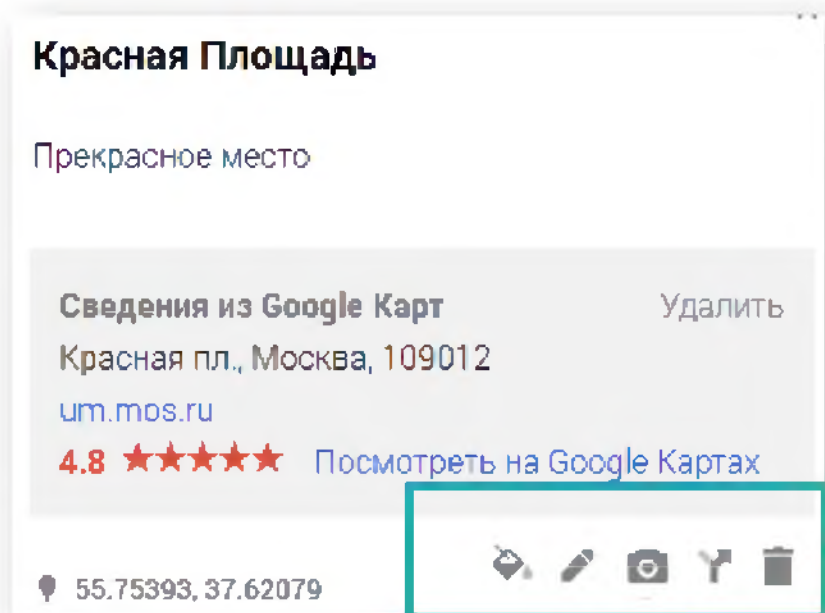 Красная Площадь
Прекрасное место
Сведения из Google Карт Удалить
Красная пл., Москва, 109012
um.mos.ru
4.8 Посмотреть на Google Картах
55.75393, 37.62079